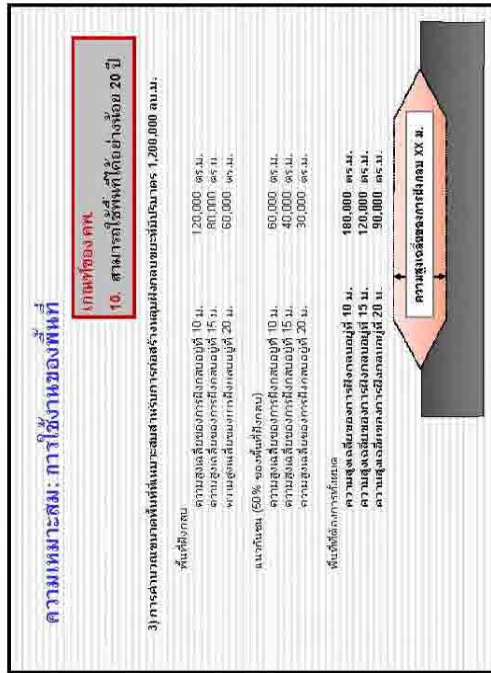 ความเหมาะสม: การใช้งานของพื้นที่
เกณฑ์ของ คพ.
10. สามารถใช้พื้นที่ได้อย่างน้อย 20 ปี
3) การคำนวณขนาดพื้นที่ที่เหมาะสมสำหรับการก่อสร้างหลุมฝังกลบขยะที่มีปริมาตร 1,200,000 ลบ.ม.
พื้นที่ฝังกลบ
ความสูงเฉลี่ยของการฝังกลบอยู่ที่ 10 ม. 120,000 ตร.ม.
ความสูงเฉลี่ยของการฝังกลบอยู่ที่ 15 ม. 80,000 ตร.ม.
ความสูงเฉลี่ยของการฝังกลบอยู่ที่ 20 ม. 60,000 ตร.ม.
แนวกันชน (50% ของพื้นที่ฝังกลบ)
ความสูงเฉลี่ยของการฝังกลบอยู่ที่ 10 ม. 60,000 ตร.ม.
ความสูงเฉลี่ยของการฝังกลบอยู่ที่ 15 ม. 40,000 ตร.ม.
ความสูงเฉลี่ยของการฝังกลบอยู่ที่ 20 ม. 30,000 ตร.ม.
พื้นที่ที่ต้องการทั้งหมด
ความสูงเฉลี่ยของการฝังกลบอยู่ที่ 10 ม. 180,000 ตร.ม.
ความสูงเฉลี่ยของการฝังกลบอยู่ที่ 15 ม. 120,000 ตร.ม.
ความสูงเฉลี่ยของการฝังกลบอยู่ที่ 20 ม. 90,000 ตร.ม.
ความสูงเฉลี่ยของการฝังกลบ XX ม.